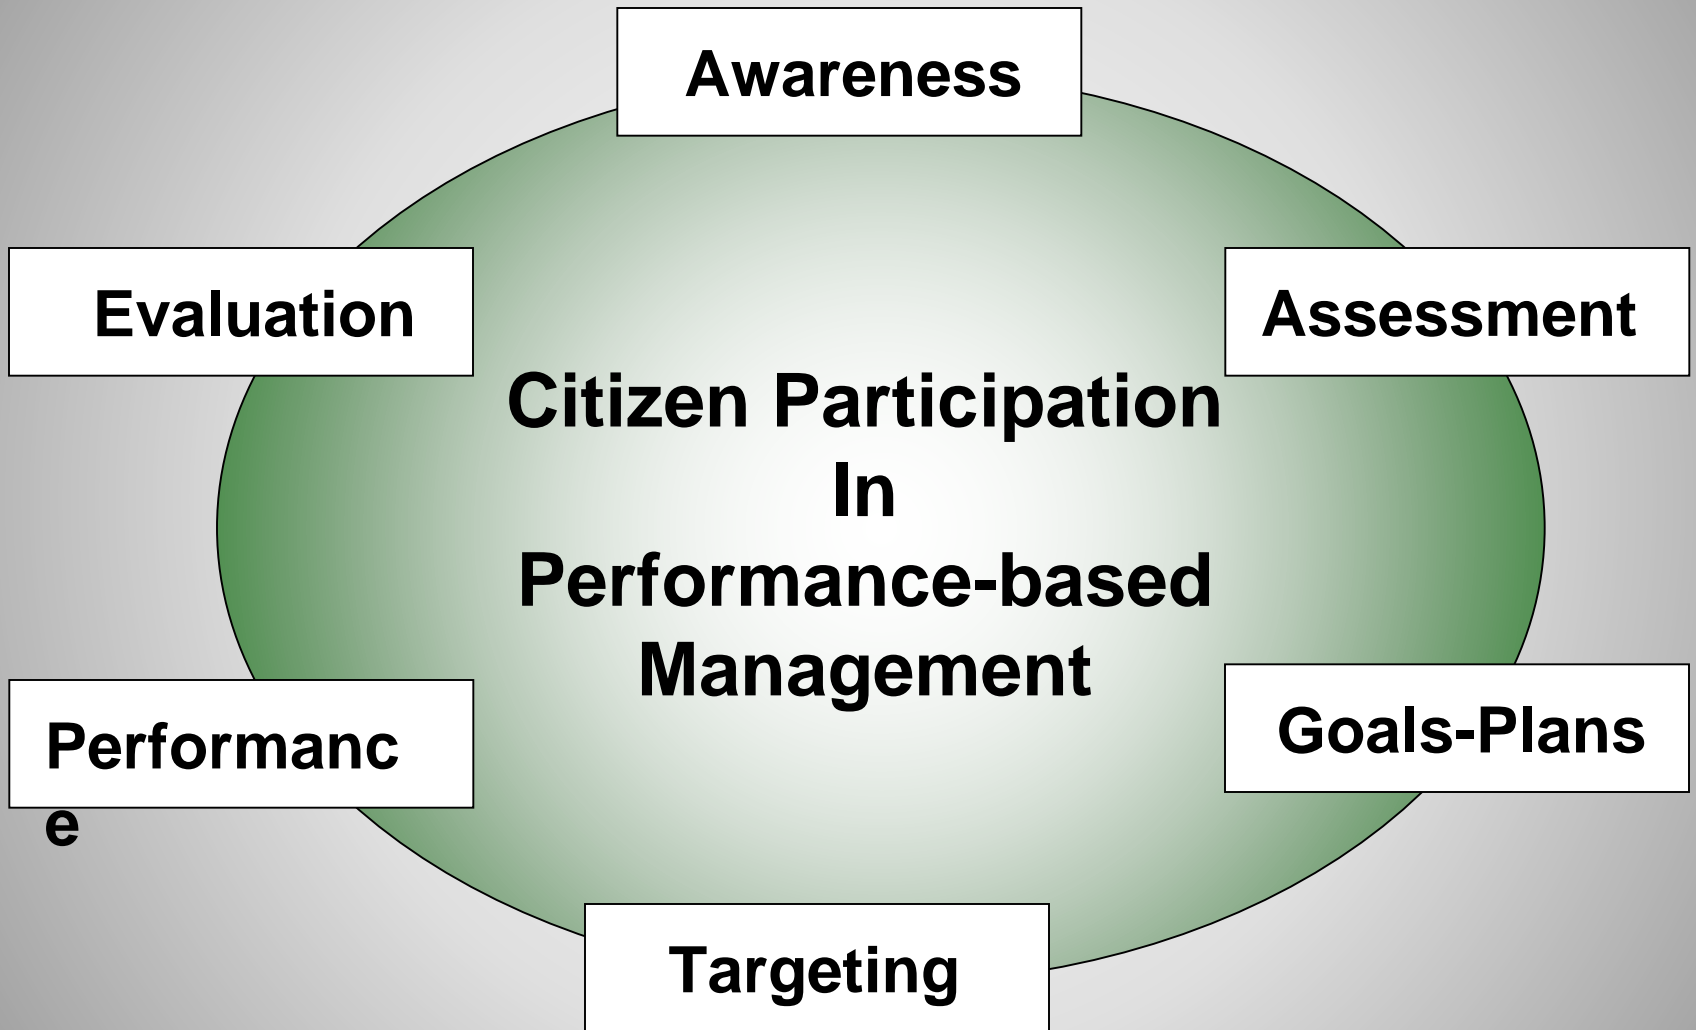 Awareness
Evaluation
Assessment
Citizen Participation
In
Performance-based
Management
Performanc
e
Goals-Plans
Targeting